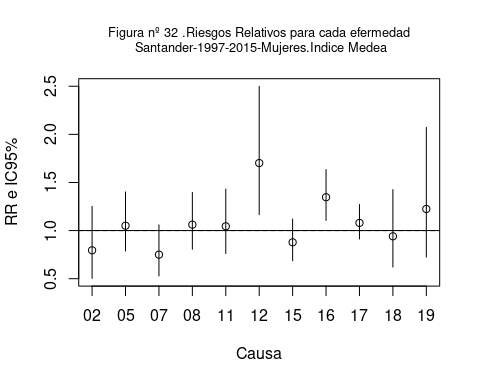 Figura nº 32 .Riesgos Relativos para cada efermedad
Santander-1997-2015-Mujeres.Indice Medea
RR e IC95%
2.5
2.0
1.5
1.0
0.5
02 05 07 08 11 12 15 16 17 18 19
Causa